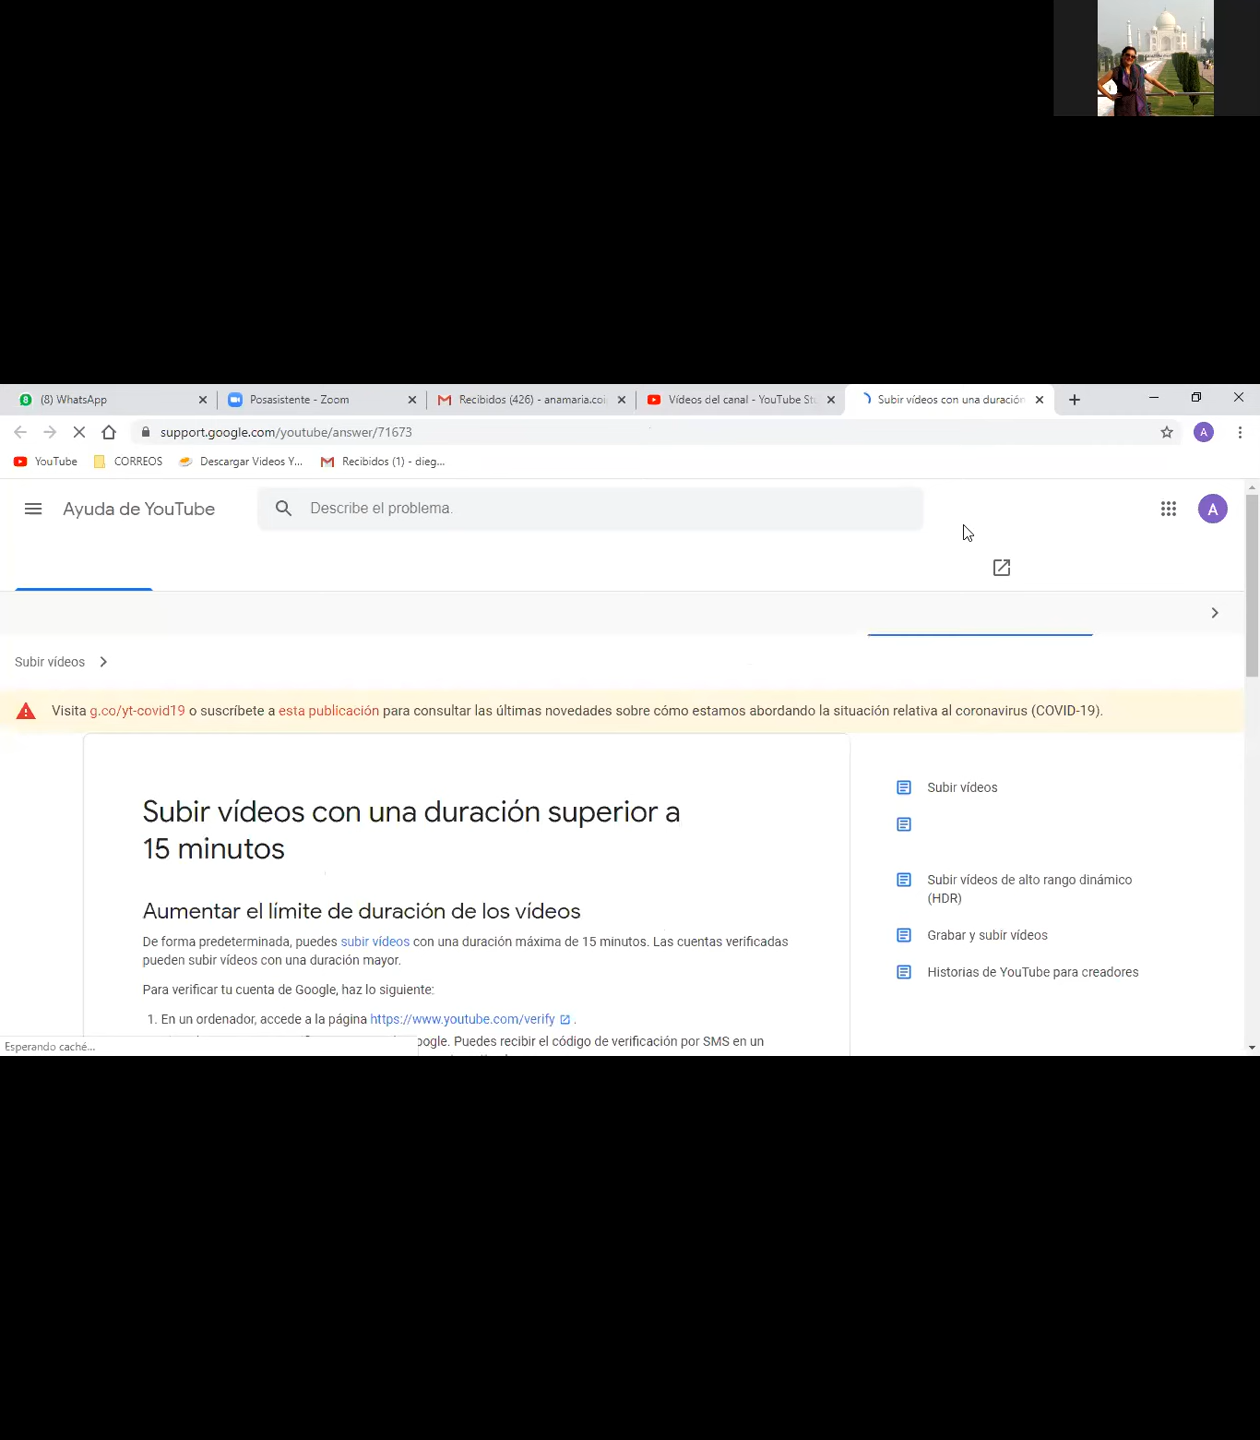 (8) WhatsApp
Posasistente - Zoom
Recibidos (426) - anamaria.coi
Vídeos del canal - YouTube Stu
Subir vídeos con una duración
support.google.com/youtube/answer/71673
A
YouTube
CORREOS
Descargar Videos Y...
Recibidos (1) - dieg...
Ayuda de YouTube
Describe el problema.
A
Subir vídeos
Visita g.co/yt-covid19 o suscríbete a esta publicación para consultar las últimas novedades sobre cómo estamos abordando la situación relativa al coronavirus (COVID-19).
Subir vídeos con una duración superior a
15 minutos
Aumentar el límite de duración de los vídeos
De forma predeterminada, puedes subir vídeos con una duración máxima de 15 minutos. Las cuentas verificadas
pueden subir vídeos con una duración mayor.
Para verificar tu cuenta de Google, haz lo siguiente:
1. En un ordenador, accede a la página https://www.youtube.com/verify .
oogle. Puedes recibir el código de verificación por SMS en un
Subir vídeos
Subir vídeos de alto rango dinámico
(HDR)
Grabar y subir vídeos
Historias de YouTube para creadores
Esperando caché...